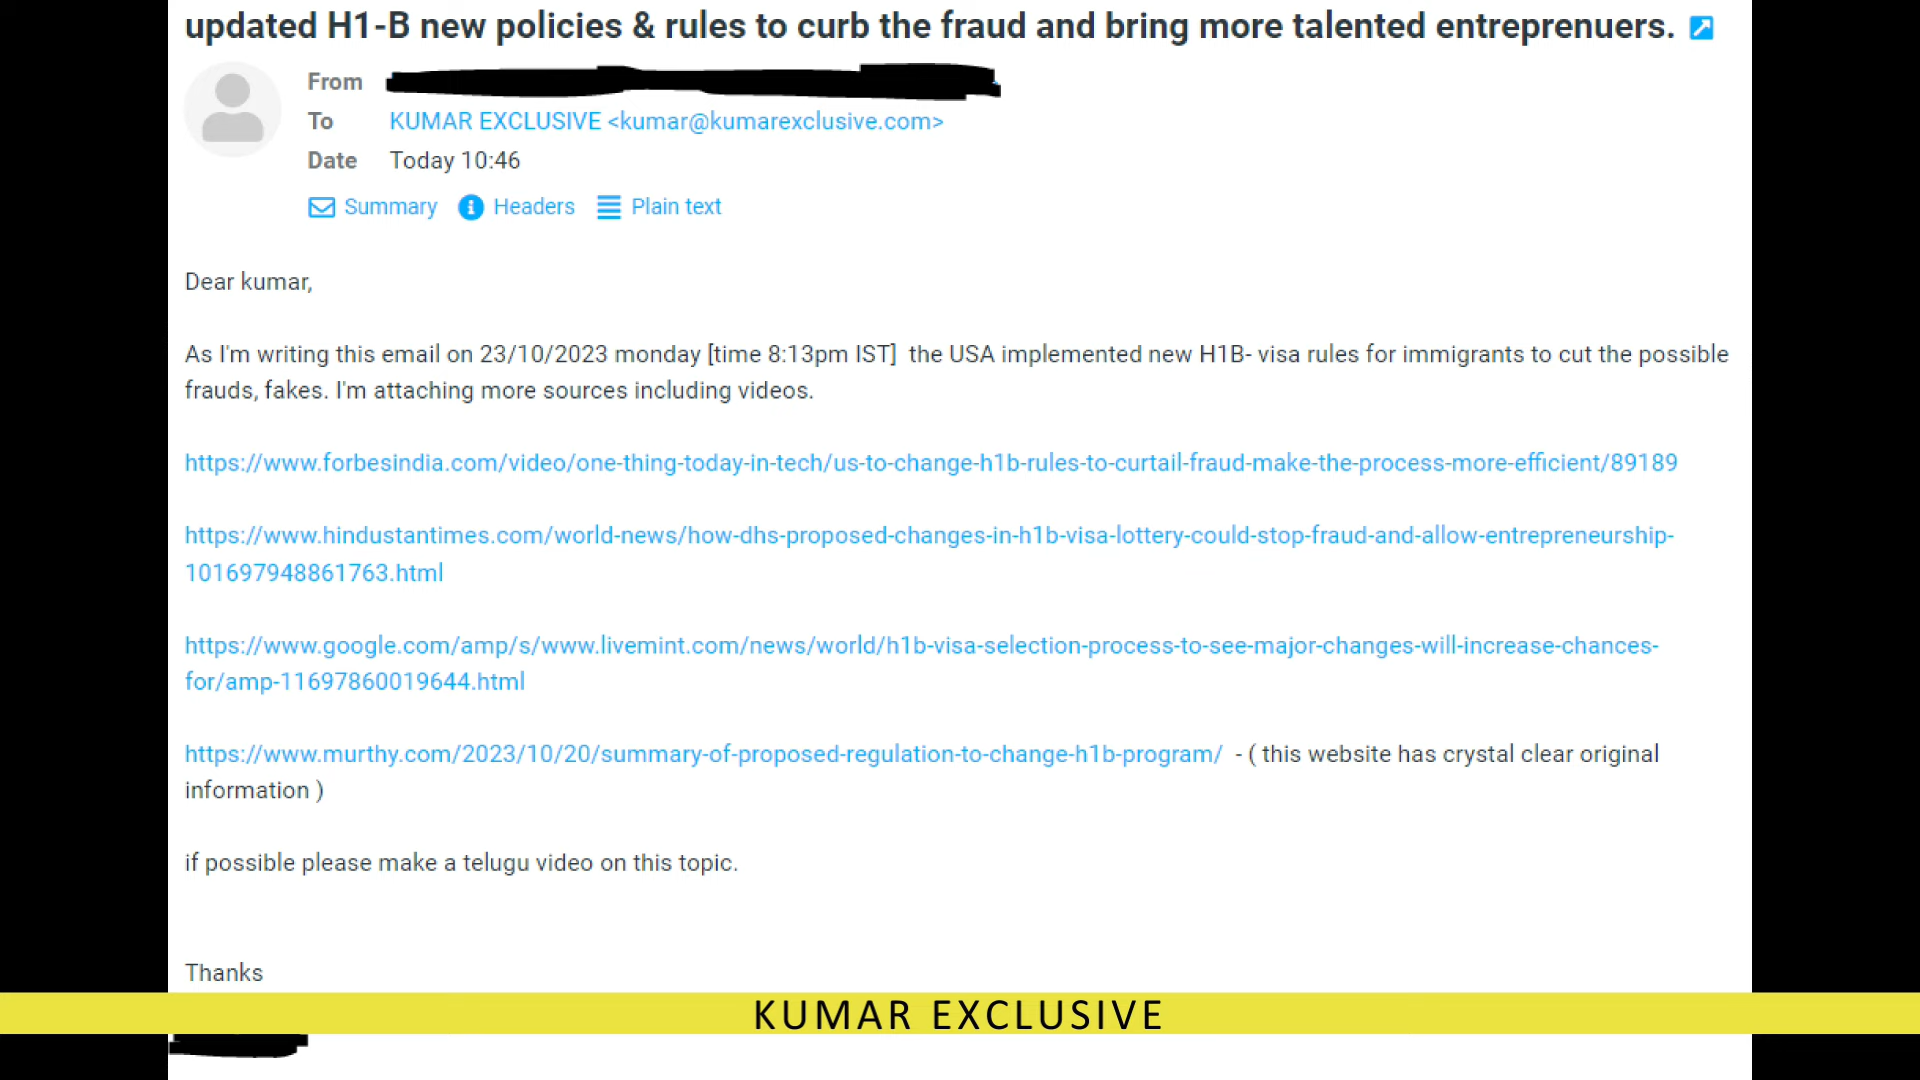 updated H1-B new policies & rules to curb the fraud and bring more talented entreprenuers.
From
To KUMAR EXCLUSIVE <kumar@kumarexclusive.com>
Date Today 10:46
Summary Headers Plain text
Dear kumar,
As I'm writing this email on 23/10/2023 monday [time 8:13pm IST]  the USA implemented new H1B- visa rules for immigrants to cut the possible
frauds, fakes. I'm attaching more sources including videos.
https://www.forbesindia.com/video/one-thing-today-in-tech/us-to-change-h1b-rules-to-curtail-fraud-make-the-process-more-efficient/89189
https://www.hindustantimes.com/world-news/how-dhs-proposed-changes-in-h1b-visa-lottery-could-stop-fraud-and-allow-entrepreneurship-
101697948861763.html
https://www.google.com/amp/s/www.livemint.com/news/world/h1b-visa-selection-process-to-see-major-changes-will-increase-chances-
for/amp-11697860019644.html
https://www.murthy.com/2023/10/20/summary-of-proposed-regulation-to-change-h1b-program/  - ( this website has crystal clear original
information )
if possible please make a telugu video on this topic.
Thanks
KUMAR EXCLUSIVE